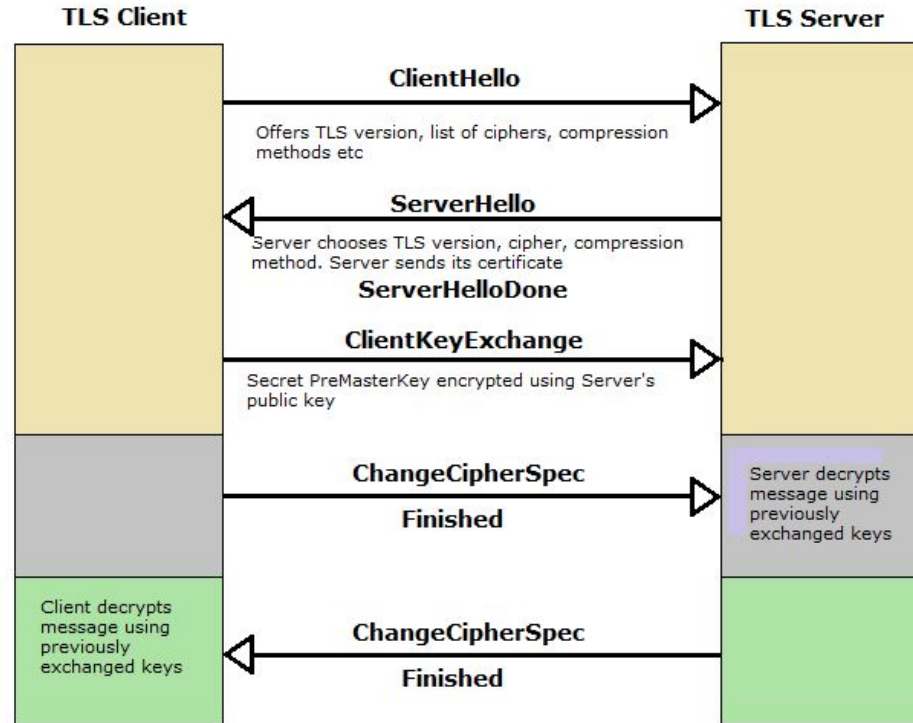 TLS Client
TLS Server
ClientHello
Offers TLS version, list of ciphers, compression
methods etc
ServerHello
Server chooses TLS version, cipher, compression
method. Server sends its certificate
ServerHelloDone
ClientKeyExchange
Secret PreMasterKey encrypted using Server's
public key
ChangeCipherSpec
Finished
Server decrypts
message using
previously
exchanged keys
Client decrypts
message using
previously
exchanged keys
ChangeCipherSpec
Finished